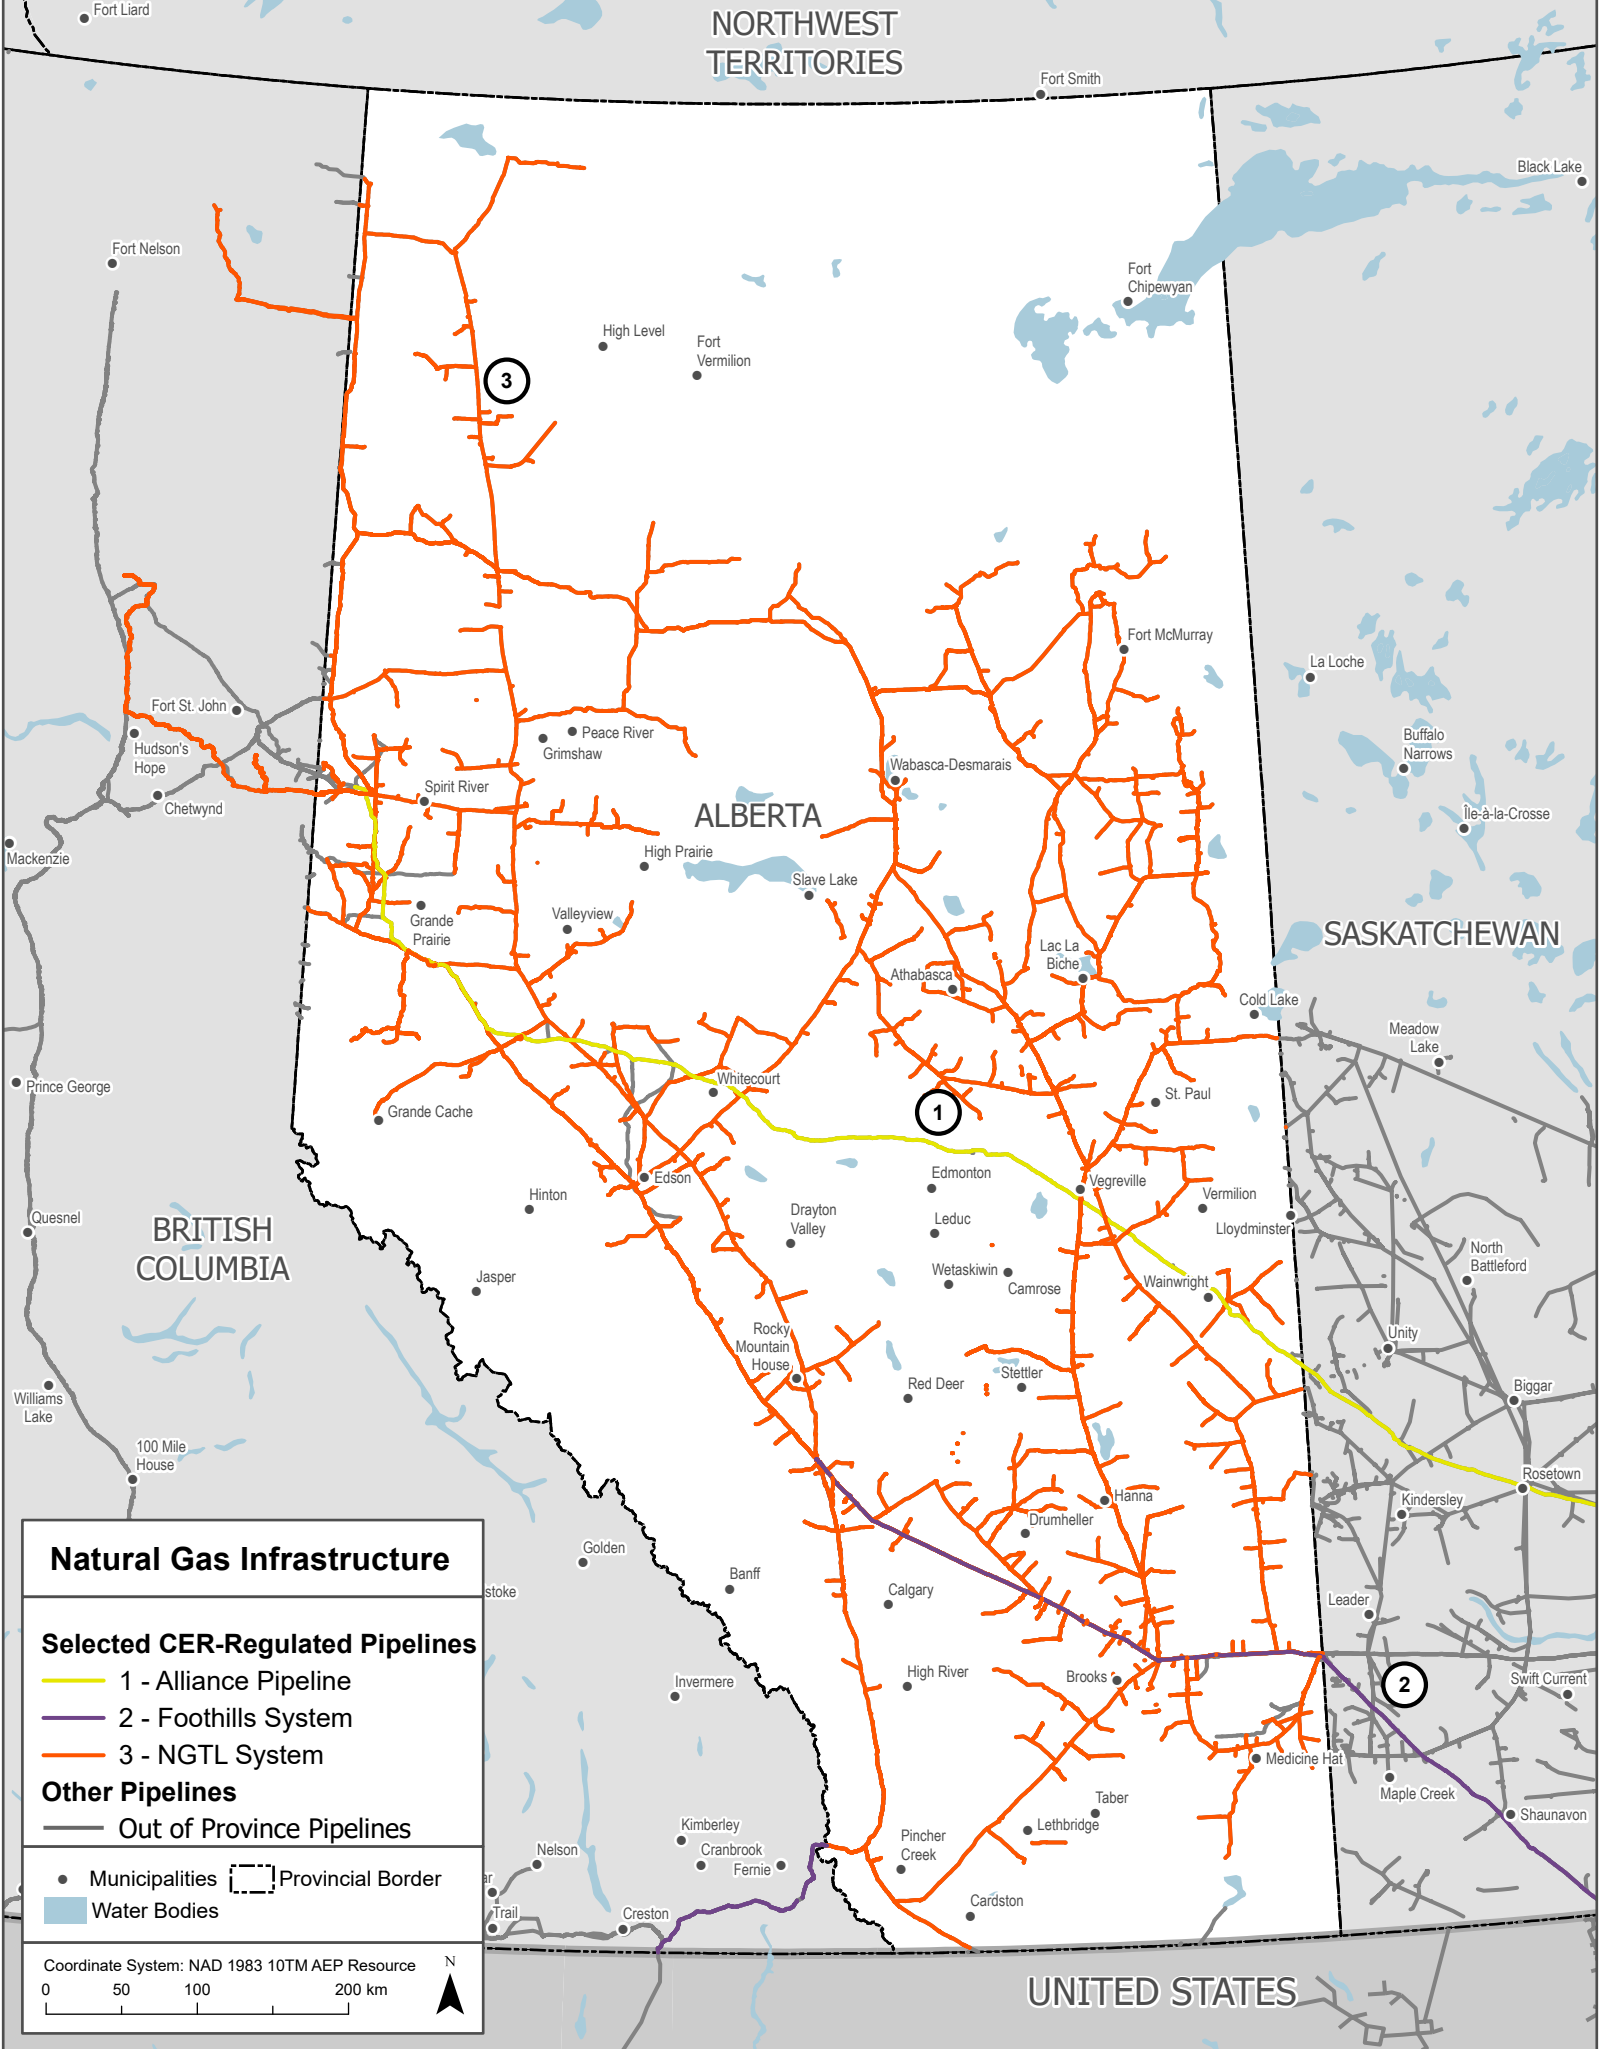 Fort Liard
NORTHWEST
TERRITORIES
Fort Smith
Black Lake
Fort Nelson
Fort
Chipewyan
High Level
Fort
Vermilion
3
Fort McMurray
La Loche
Fort St. John
Hudson's
Hope
Peace River
Grimshaw
Buffalo
Narrows
Wabasca-Desmarais
Spirit River
Chetwynd
ALBERTA
Île-à-la-Crosse
Mackenzie
High Prairie
Slave Lake
Grande
Prairie
Valleyview
SASKATCHEWAN
Lac La
Biche
Athabasca
Cold Lake
Meadow
Lake
Prince George
Whitecourt
St. Paul
Grande Cache
1
Edson
Edmonton
Vegreville
Hinton
Vermilion
Drayton
Valley
Leduc
Lloydminster
Quesnel
BRITISH
COLUMBIA
North
Battleford
Wetaskiwin
Camrose
Wainwright
Jasper
Rocky
Mountain
House
Unity
Red Deer
Stettler
Biggar
Williams
Lake
100 Mile
House
Rosetown
Hanna
Kindersley
Drumheller
Golden
Banff
stoke
Calgary
Leader
High River
Brooks
2
Swift Current
Invermere
Medicine Hat
Maple Creek
Taber
Shaunavon
Kimberley
Lethbridge
Cranbrook
Pincher
Creek
Fernie
Nelson
ar
Cardston
Trail
Creston
UNITED STATES
Natural Gas Infrastructure
Selected CER-Regulated Pipelines
1 - Alliance Pipeline
2 - Foothills System
3 - NGTL System
Other Pipelines
Out of Province Pipelines
Municipalities
Provincial Border
Water Bodies
Coordinate System: NAD 1983 10TM AEP Resource
N
0 50 100 200 km